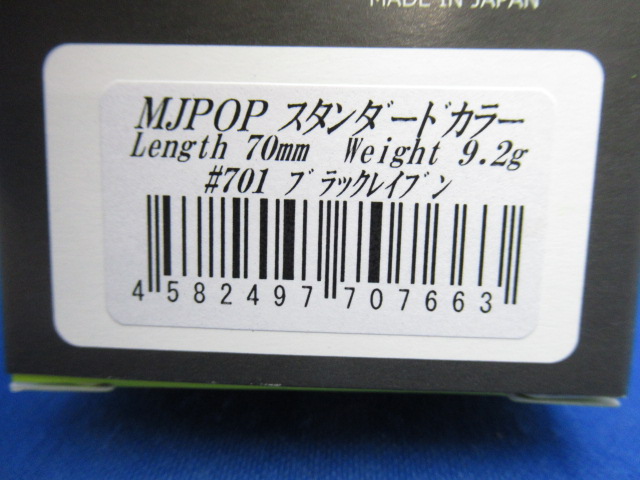 MADE IN JAPAN
MJPOP スタンダードカラー
Length 70mm Weight 9.2g
#701 ブラックレイブン
4 582497 707663